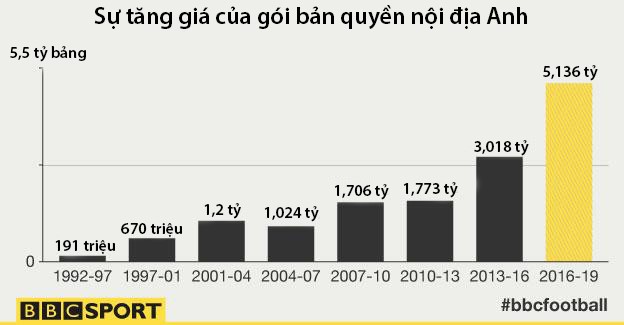 Sự tăng giá của gói bản quyền nội địa Anh
5,5 tỷ bảng
5,136 tỷ
3,018 tỷ
1,706 tỷ
1,773 tỷ
1,2 tỷ
1,024 tỷ
670 triệu
191 triệu
0
1992-97 1997-01 2001-04 2004-07 2007-10 2010-13 2013-16 2016-19
BBC SPORT #bbcfootball